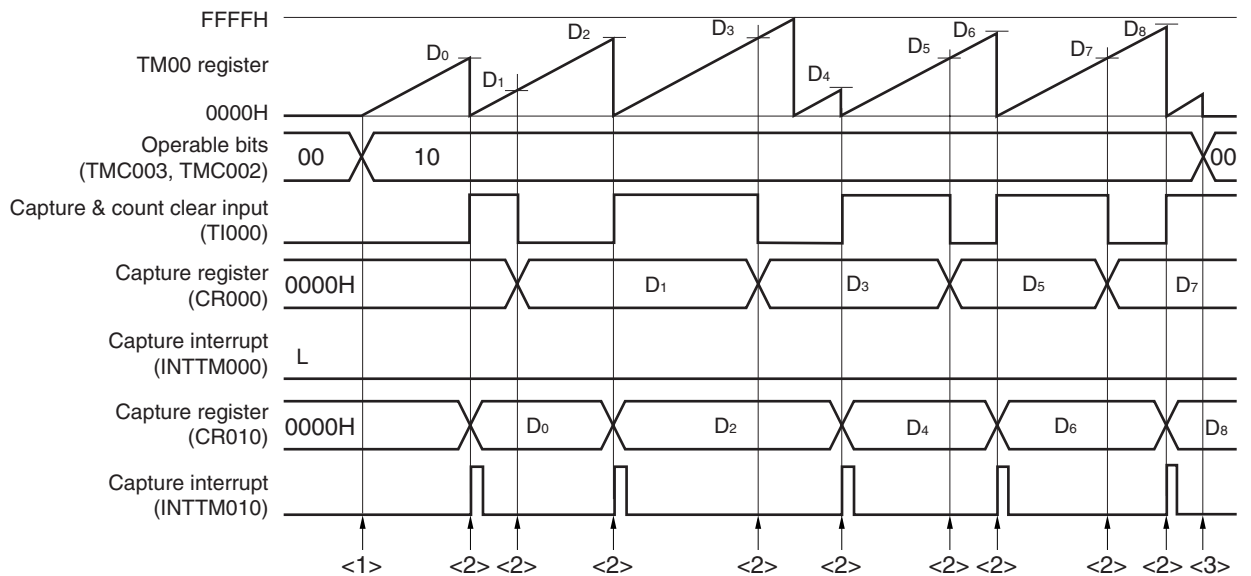 FFFFH
TM00 register
0000H
D0 D1 D2 D3 D4 D5 D6 D7 D8
Operable bits
(TMC003, TMC002)
00 10 00
Capture & count clear input
(TI000)
Capture register
(CR000)
0000H D1 D3 D5 D7
Capture interrupt
(INTTM000)
L
Capture register
(CR010)
0000H D0 D2 D4 D6 D8
Capture interrupt
(INTTM010)
<1> <2> <2> <2> <2> <2> <2> <2> <2> <2> <3>